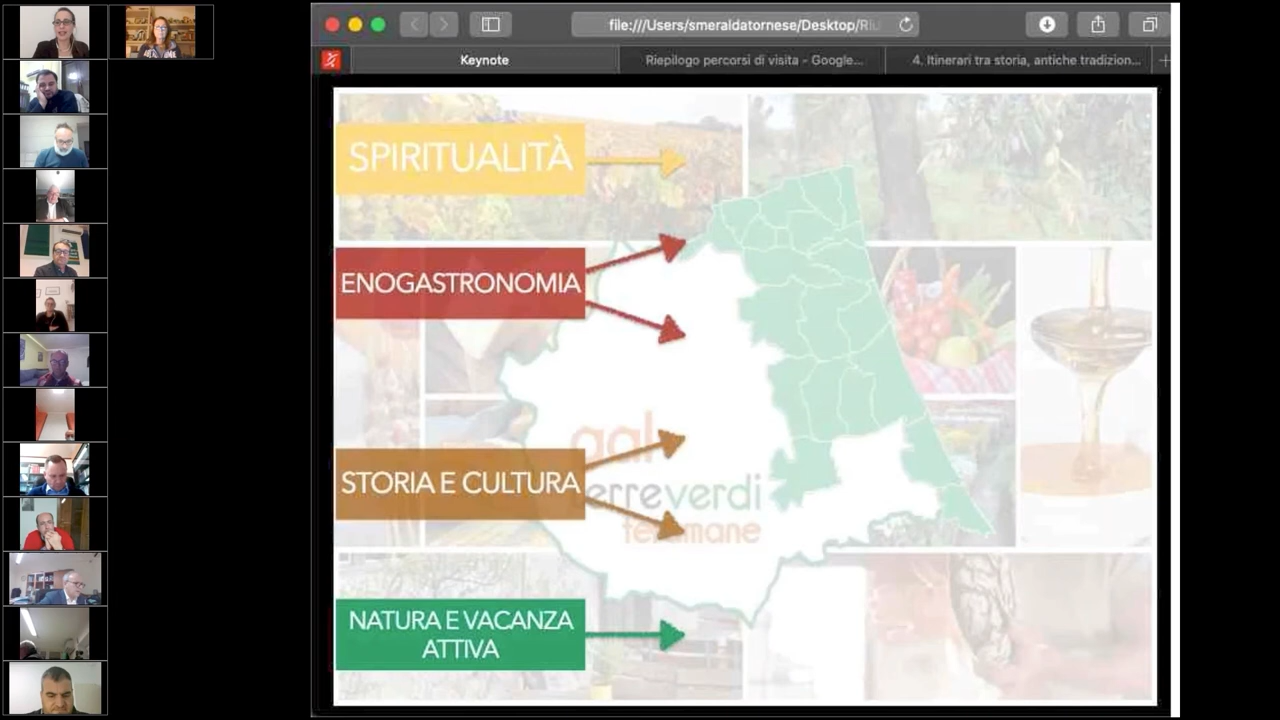 file:///Users/smeraldatornese/Desktop/Riu
Keynote
Riepilogo percorsi di visita - Google...
4. Itinerari tra storia, antiche tradizion...
SPIRITUALITÀ
ENOGASTRONOMIA
gal
STORIA E CULTURA
erreverdi
teramane
NATURA E VACANZA
ATTIVA